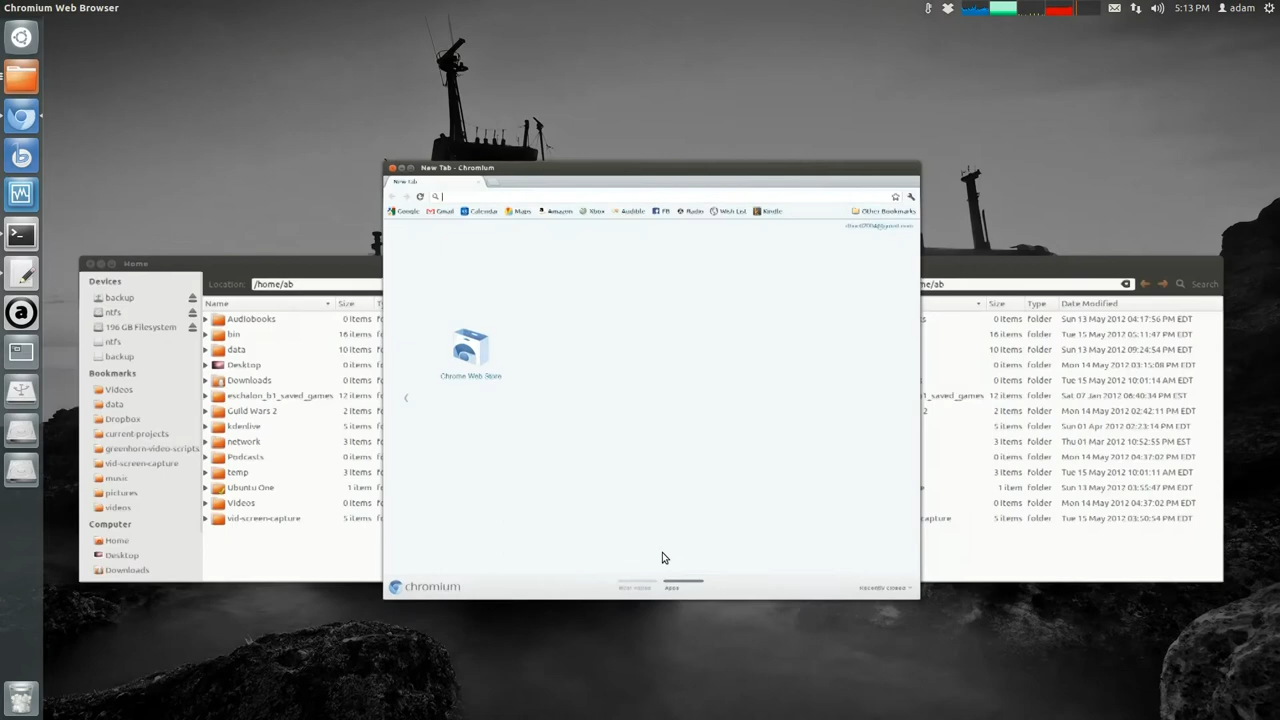 Chromium Web Browser
5:13 PM
adam
New Tab - Chromium
New Tab
Google Gmail Calendar Maps Amazon Xbox Audible FB Radio Wish List Kindle Other Bookmarks
Chrome Web Store
chromium
Most visited
Apps
Recently closed
Home
Devices
backup
ntfs
196 GB Filesystem
ntfs
backup
Bookmarks
Videos
data
Dropbox
current-projects
greenhorn-video-scripts
vid-screen-capture
music
pictures
videos
Computer
Home
Desktop
Downloads
Location: /home/ab
Name Size
Audiobooks 0 items
bin 16 items
data 10 items
Desktop 0 items
Downloads 0 items
eschalon_b1_saved_games 12 items
Guild Wars 2 2 items
kdenlive 0 items
network 3 items
Podcasts 0 items
temp 3 items
Ubuntu One 1 item
Videos 0 items
vid-screen-capture 5 items
me/ab Search
Size Type Date Modified
s 0 items folder Sun 13 May 2012 04:17:56 PM EDT
16 items folder Tue 15 May 2012 05:11:47 PM EDT
10 items folder Sun 13 May 2012 09:24:54 PM EDT
0 items folder Mon 14 May 2012 03:15:08 PM EDT
0 items folder Tue 15 May 2012 10:01:14 AM EDT
1_saved_games 12 items folder Sat 07 Jan 2012 06:40:34 PM EST
2 2 items folder Mon 14 May 2012 02:42:11 PM EDT
0 items folder Sun 01 Apr 2012 02:23:14 PM EDT
3 items folder Thu 01 Mar 2012 10:52:55 PM EST
0 items folder Mon 14 May 2012 04:37:02 PM EDT
3 items folder Tue 15 May 2012 10:01:11 AM EDT
1 item folder Sun 13 May 2012 03:55:47 PM EDT
0 items folder Mon 14 May 2012 04:37:02 PM EDT
capture 5 items folder Tue 15 May 2012 03:50:54 PM EDT